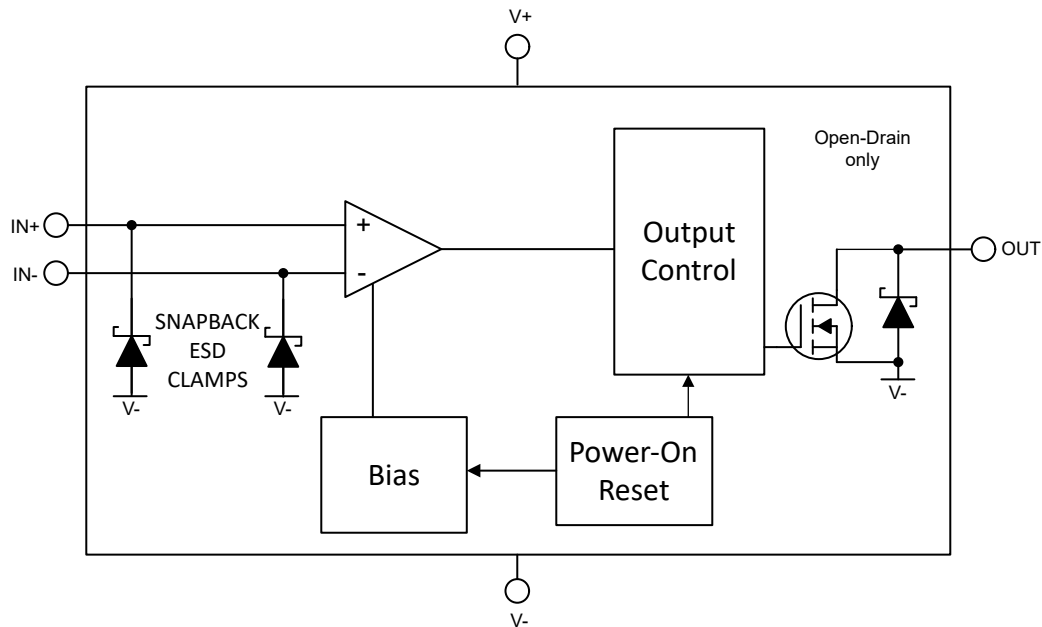 V+
Open-Drain
only
IN+
+
Output
Control
OUT
IN-
-
SNAPBACK
ESD
CLAMPS
V-
V-
V-
Bias
Power-On
Reset
V-